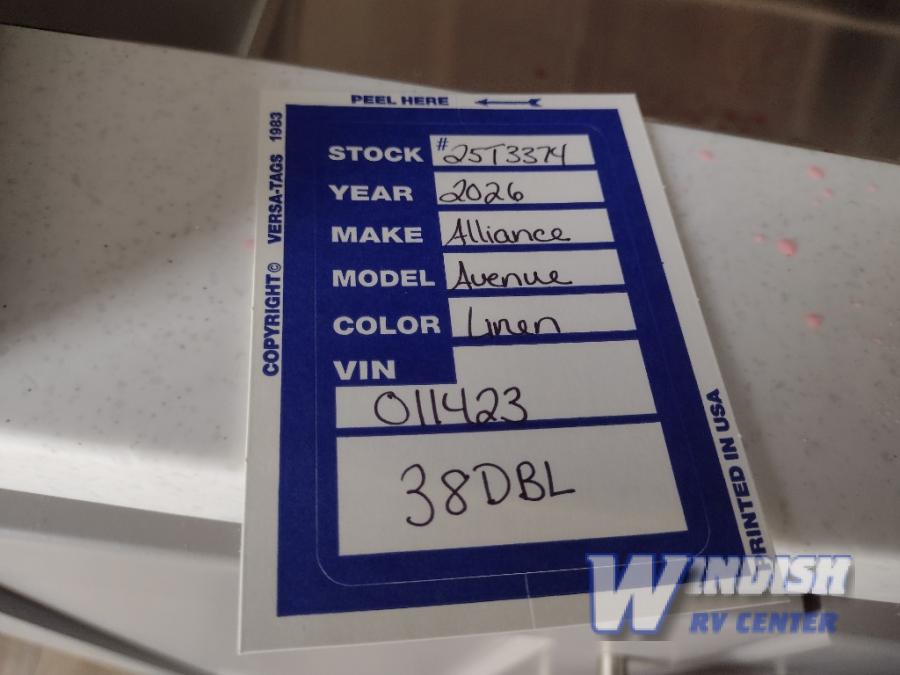 PEEL HERE
COPYRIGHT© VERSA-TAGS 1983
STOCK #25T3374
YEAR 2026
MAKE Alliance
MODEL Avenue
COLOR Linen
VIN
011423
38DBL
PRINTED IN USA
WINDISH
RV CENTER